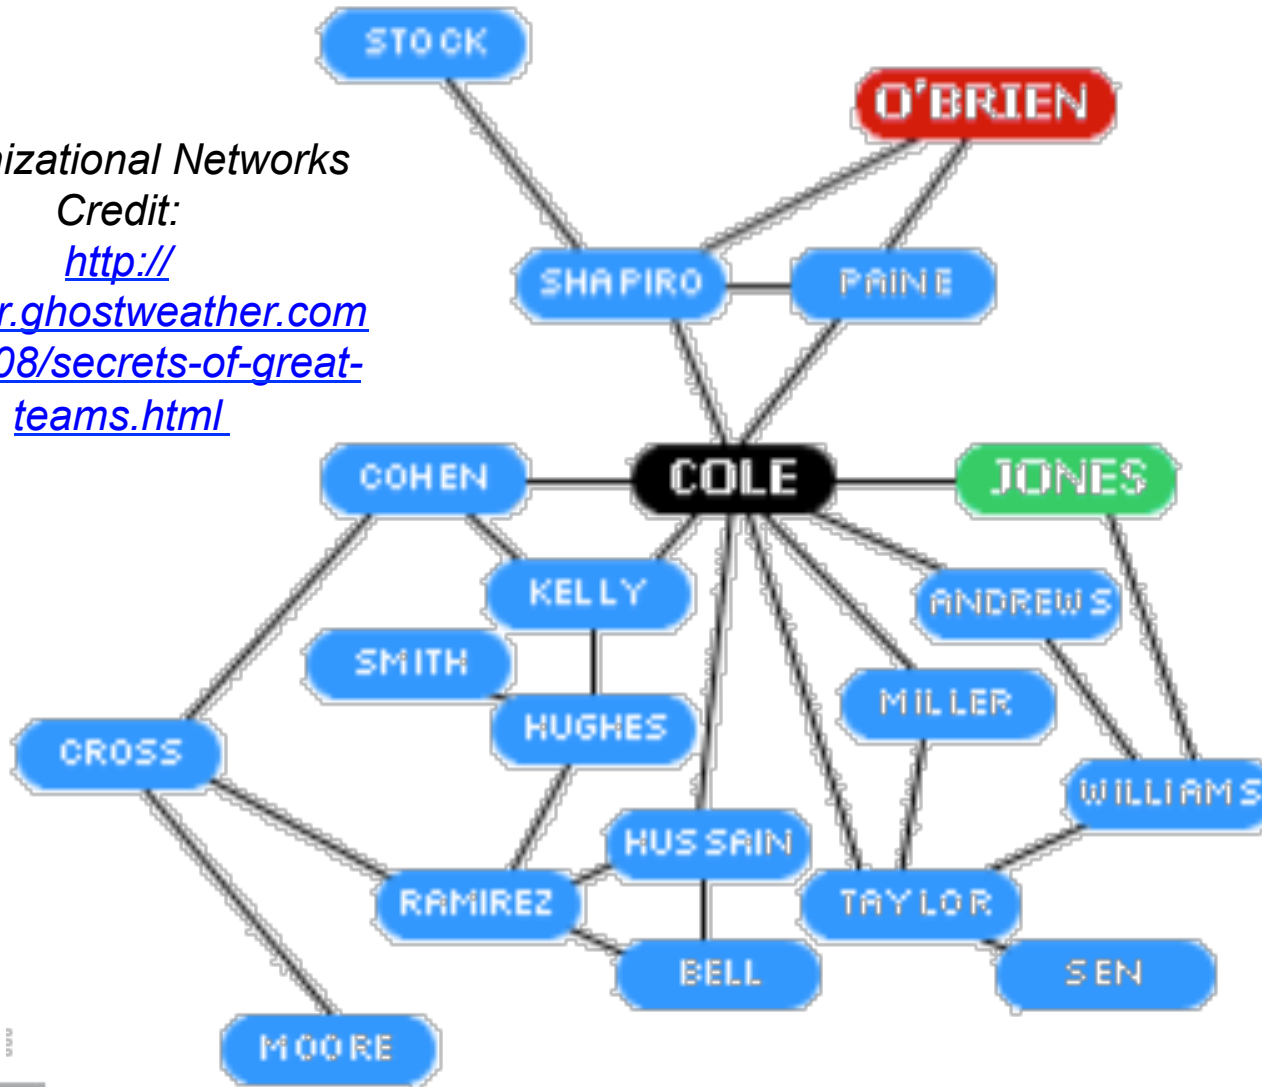 STOCK
O'BRIEN
nizational Networks
Credit:
http://
r.ghostweather.com
08/secrets-of-great-
teams.html
SHAPIRO
PAINE
COHEN
COLE
JONES
KELLY
ANDREWS
SMITH
MILLER
HUGHES
CROSS
WILLIAMS
HUSSAIN
RAMIREZ
TAYLOR
BELL
SEN
MOORE